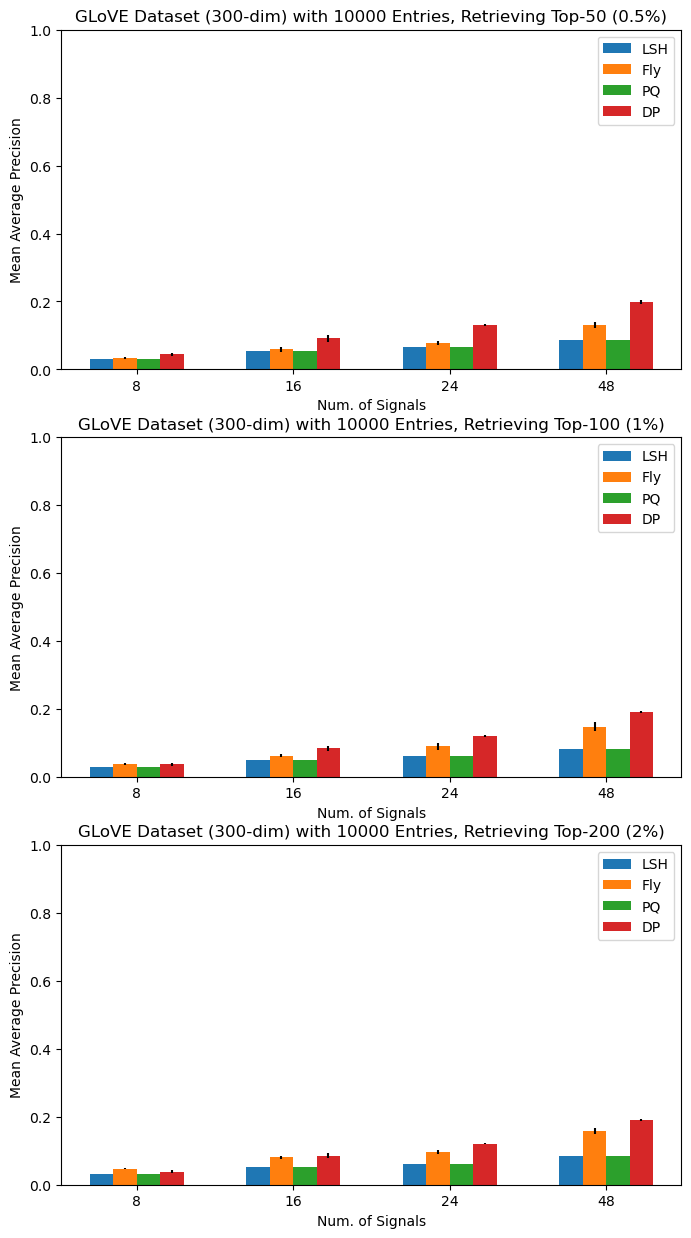 GLoVE Dataset (300-dim) with 10000 Entries, Retrieving Top-50 (0.5%)
1.0
0.8
0.6
0.4
0.2
0.0
Mean Average Precision
LSH
Fly
PQ
DP
8 16 24 48
Num. of Signals
GLoVE Dataset (300-dim) with 10000 Entries, Retrieving Top-100 (1%)
1.0
0.8
0.6
0.4
0.2
0.0
Mean Average Precision
LSH
Fly
PQ
DP
8 16 24 48
Num. of Signals
GLoVE Dataset (300-dim) with 10000 Entries, Retrieving Top-200 (2%)
1.0
0.8
0.6
0.4
0.2
0.0
Mean Average Precision
LSH
Fly
PQ
DP
8 16 24 48
Num. of Signals